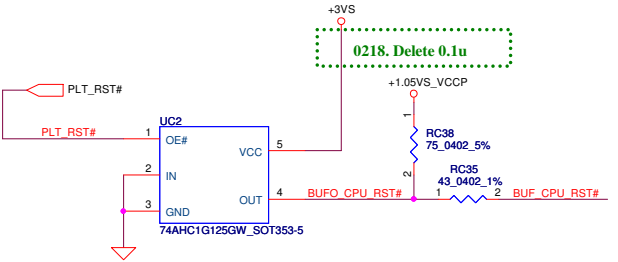 +3VS
0218. Delete 0.1u
+1.05VS_VCCP
PLT_RST#
UC2
PLT_RST#
1
OE#
VCC
5
2
IN
OUT
4
3
GND
74AHC1G125GW_SOT353-5
BUFO_CPU_RST#
1
RC38
75_0402_5%
2
RC35
43_0402_1%
1
2
BUF_CPU_RST#